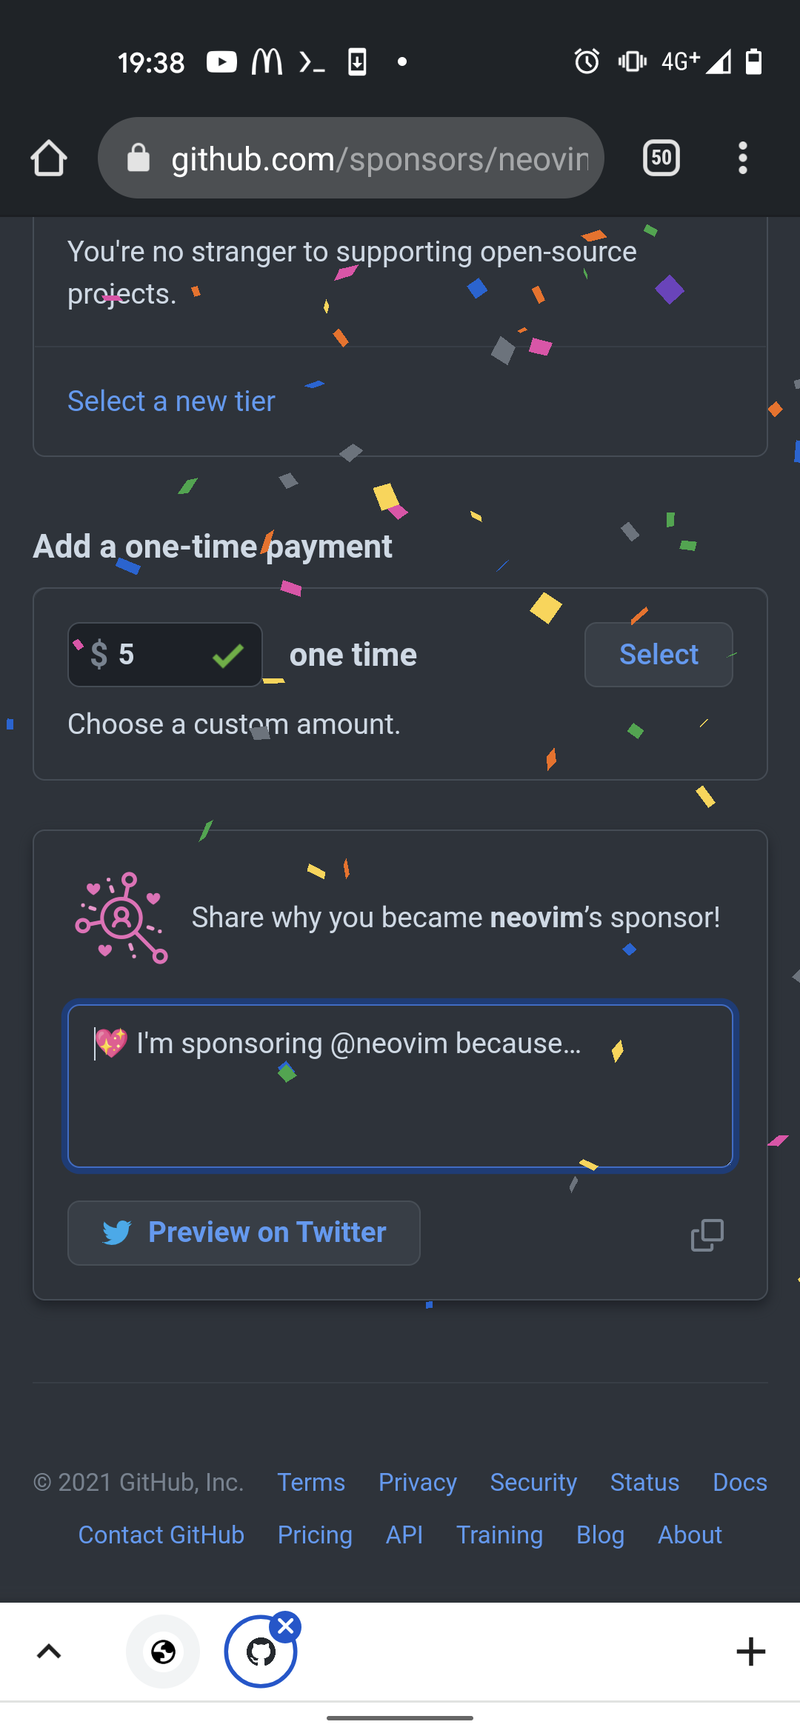 19:38
4G+
github.com/sponsors/neovim
50
You're no stranger to supporting open-source
projects.
Select a new tier
Add a one-time payment
$ 5 one time Select
Choose a custom amount.
Share why you became neovim's sponsor!
💖 I'm sponsoring @neovim because…
Preview on Twitter
© 2021 GitHub, Inc. Terms Privacy Security Status Docs
Contact GitHub Pricing API Training Blog About